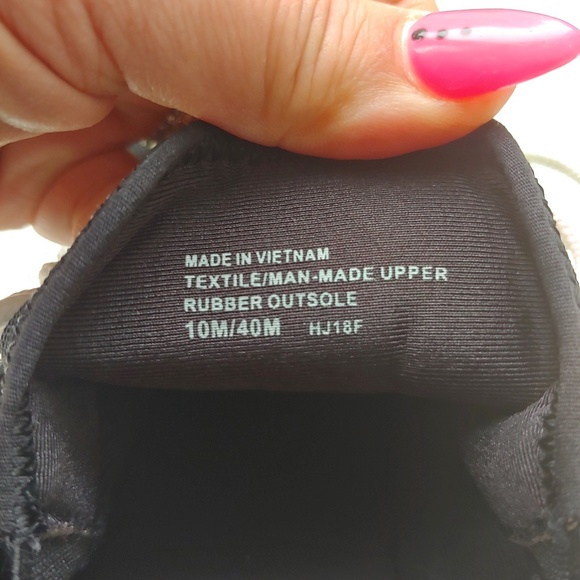 MADE IN VIETNAM
TEXTILE/MAN-MADE UPPER
RUBBER OUTSOLE
10M/40M HJ18F